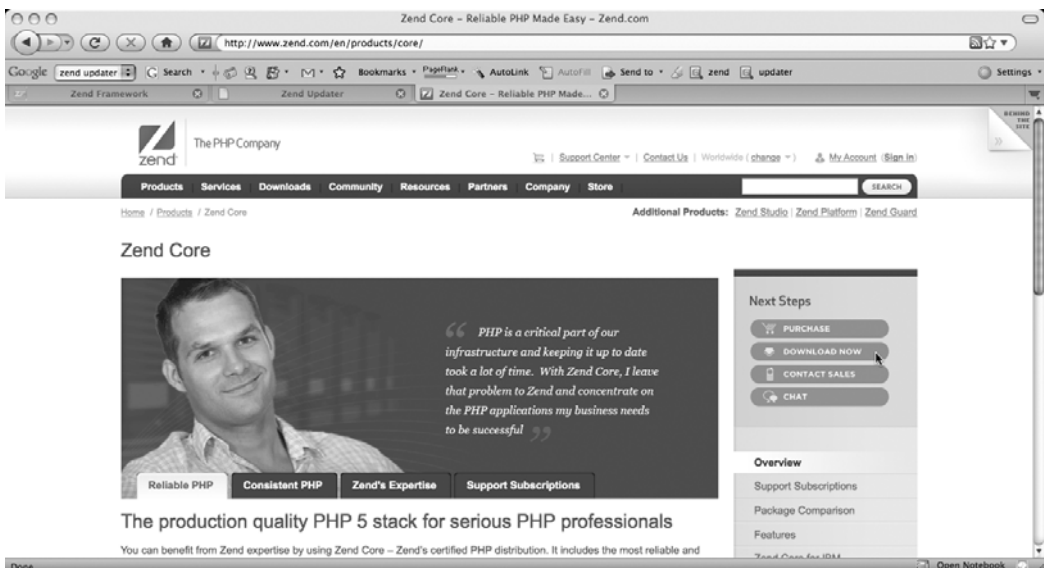 Zend Core – Reliable PHP Made Easy – Zend.com
http://www.zend.com/en/products/core/
Google zend updater Search Bookmarks PageRank AutoLink AutoFill Send to zend updater Settings
Zend Framework Zend Updater Zend Core – Reliable PHP Made...
BEHIND THE SITE
zend The PHP Company
Support Center | Contact Us | Worldwide ( change ) My Account (Sign In)
Products Services Downloads Community Resources Partners Company Store SEARCH
Home / Products / Zend Core Additional Products: Zend Studio | Zend Platform | Zend Guard
Zend Core
“ PHP is a critical part of our
infrastructure and keeping it up to date
took a lot of time. With Zend Core, I leave
that problem to Zend and concentrate on
the PHP applications my business needs
to be successful ”
Reliable PHP Consistent PHP Zend's Expertise Support Subscriptions
The production quality PHP 5 stack for serious PHP professionals
You can benefit from Zend expertise by using Zend Core – Zend's certified PHP distribution. It includes the most reliable and
Next Steps
PURCHASE
DOWNLOAD NOW
CONTACT SALES
CHAT
Overview
Support Subscriptions
Package Comparison
Features
Zend Core for IBM
Done Open Notebook